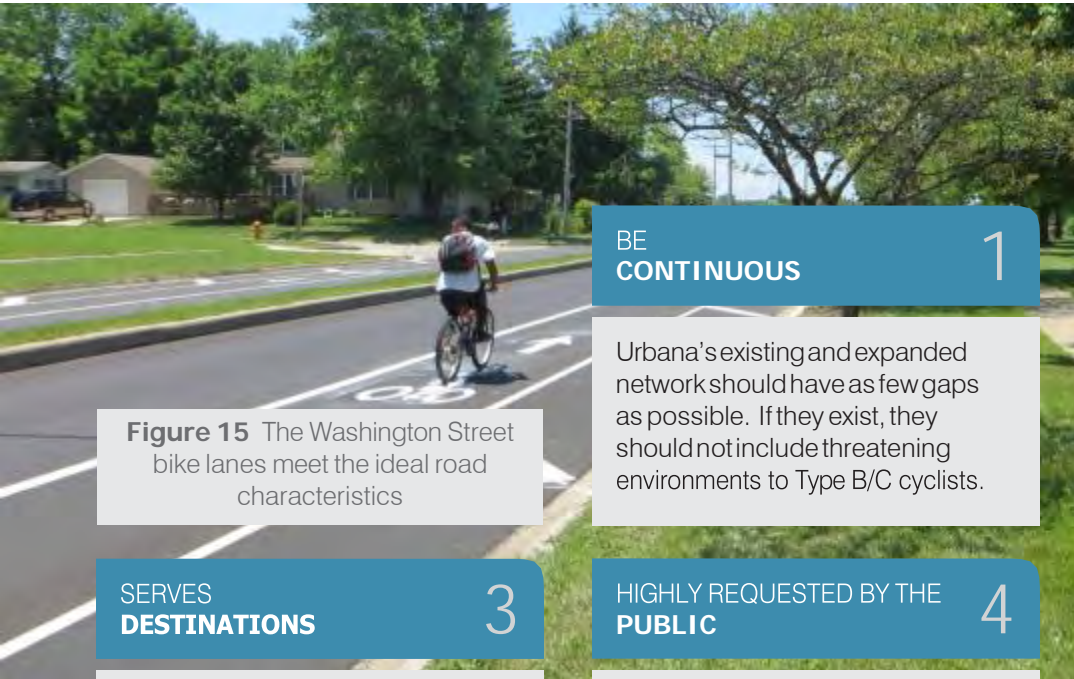 BE
CONTINUOUS
1
Urbana's existing and expanded
network should have as few gaps
as possible. If they exist, they
should not include threatening
environments to Type B/C cyclists.
Figure 15 The Washington Street
bike lanes meet the ideal road
characteristics
SERVES
DESTINATIONS
3
HIGHLY REQUESTED BY THE
PUBLIC
4